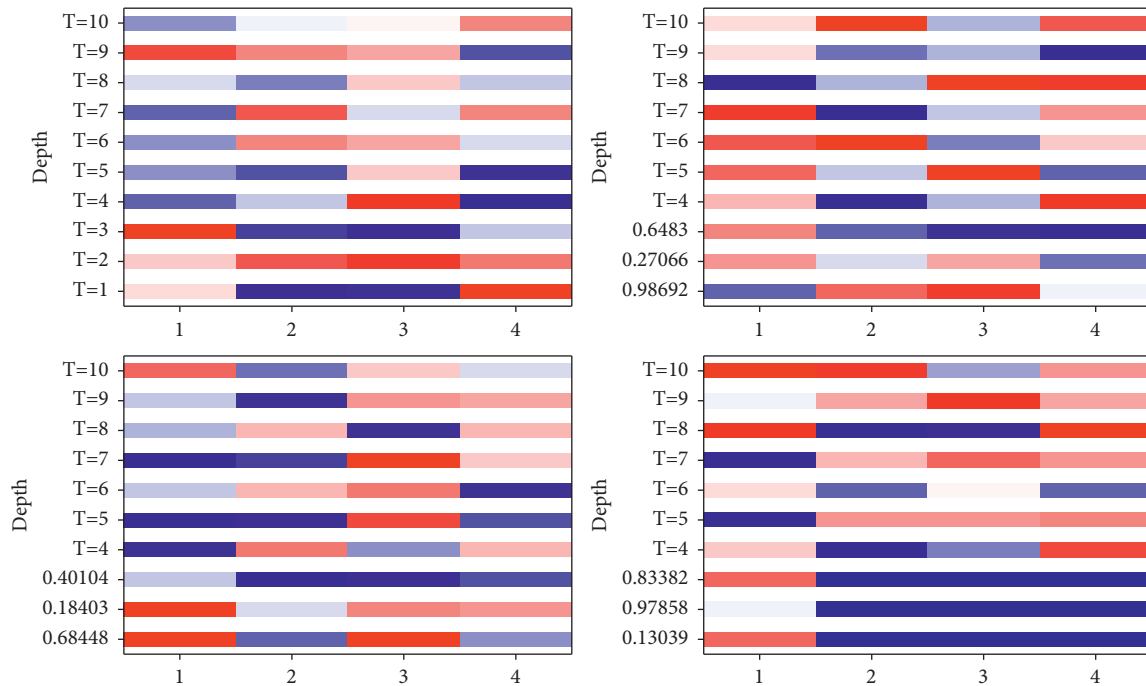 T=10
T=9
T=8
T=7
T=6
T=5
T=4
T=3
T=2
T=1
Depth
1 2 3 4
T=10
T=9
T=8
T=7
T=6
T=5
T=4
0.6483
0.27066
0.98692
Depth
1 2 3 4
T=10
T=9
T=8
T=7
T=6
T=5
T=4
0.40104
0.18403
0.68448
Depth
1 2 3 4
T=10
T=9
T=8
T=7
T=6
T=5
T=4
0.83382
0.97858
0.13039
Depth
1 2 3 4